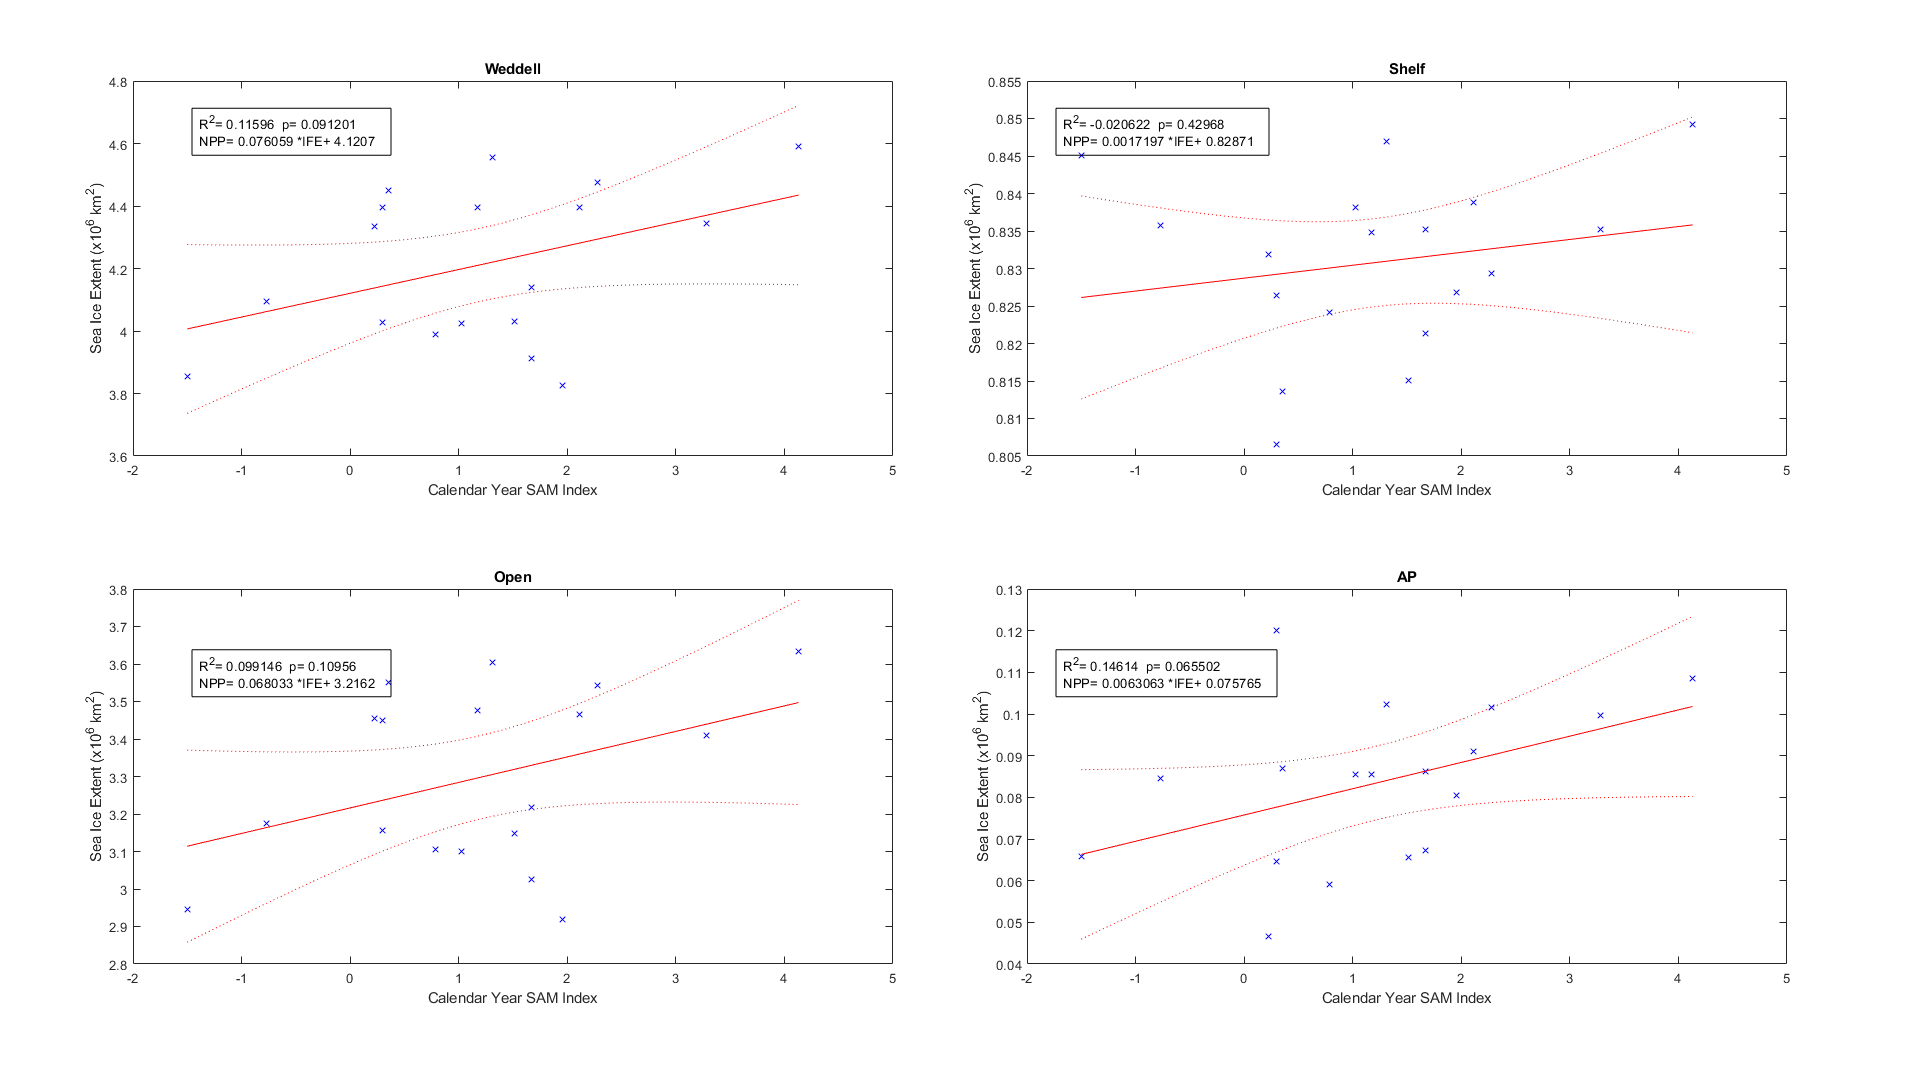 Weddell
R²= 0.11596 p= 0.091201
NPP= 0.076059 *IFE+ 4.1207
4.8
4.6
4.4
4.2
4
3.8
3.6
Sea Ice Extent (x10⁶ km²)
-2 -1 0 1 2 3 4 5
Calendar Year SAM Index
Shelf
R²= -0.020622 p= 0.42968
NPP= 0.0017197 *IFE+ 0.82871
0.855
0.85
0.845
0.84
0.835
0.83
0.825
0.82
0.815
0.81
0.805
Sea Ice Extent (x10⁶ km²)
-2 -1 0 1 2 3 4 5
Calendar Year SAM Index
Open
R²= 0.099146 p= 0.10956
NPP= 0.068033 *IFE+ 3.2162
3.8
3.7
3.6
3.5
3.4
3.3
3.2
3.1
3
2.9
2.8
Sea Ice Extent (x10⁶ km²)
-2 -1 0 1 2 3 4 5
Calendar Year SAM Index
AP
R²= 0.14614 p= 0.065502
NPP= 0.0063063 *IFE+ 0.075765
0.13
0.12
0.11
0.1
0.09
0.08
0.07
0.06
0.05
0.04
Sea Ice Extent (x10⁶ km²)
-2 -1 0 1 2 3 4 5
Calendar Year SAM Index